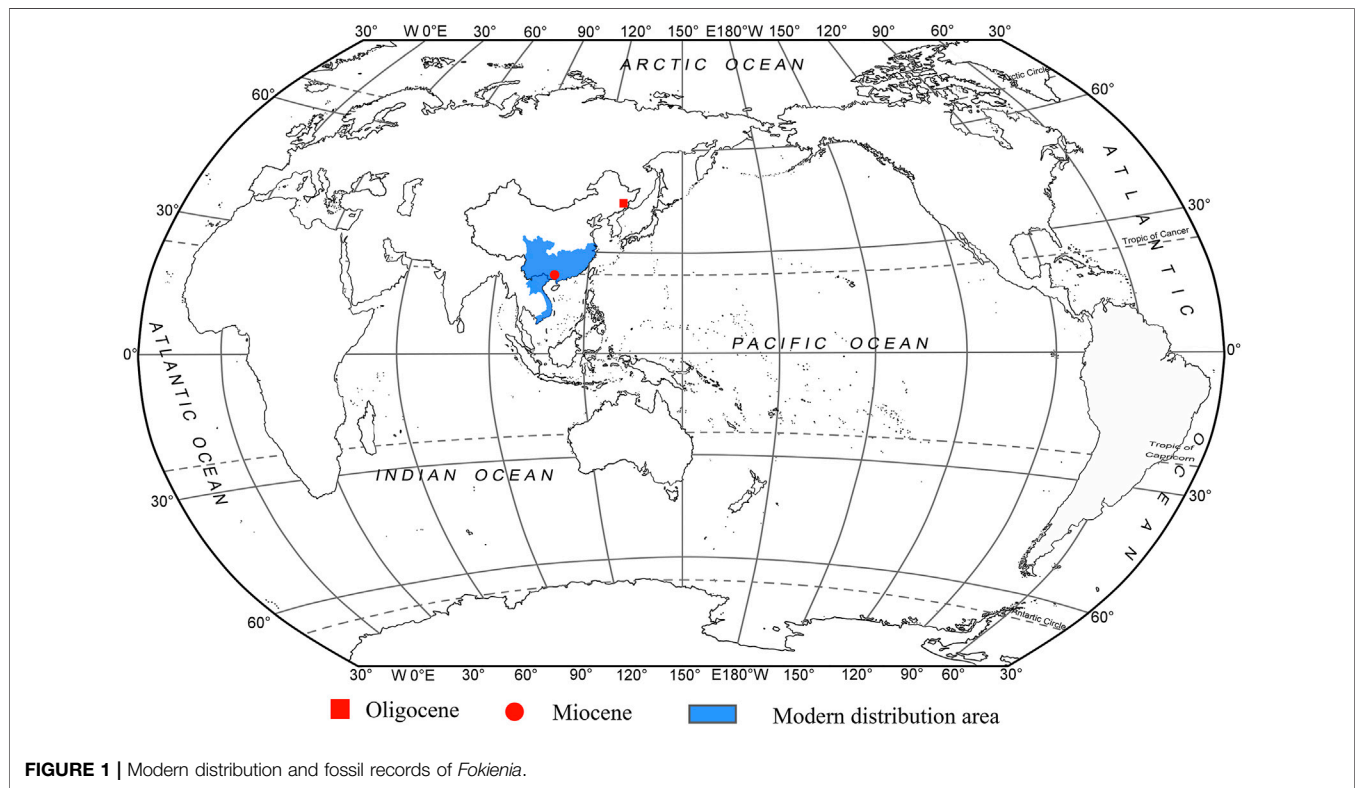 30° W 0°E 30° 60° 90° 120° 150° E180°W 150° 120° 90° 60° 30°
ARCTIC OCEAN
Arctic Circle
60° 60°
ATLANTIC
30° 30°
Tropic of Cancer
PACIFIC OCEAN
0° 0°
ATLANTIC OCEAN
Tropic of
Capricorn
OCEAN
INDIAN OCEAN
30° 30°
60° 60°
Antartic Circle
30° W 0°E 30° 60° 90° 120° 150° E180°W 150° 120° 90° 60° 30°
Oligocene Miocene Modern distribution area
FIGURE 1 | Modern distribution and fossil records of Fokienia.